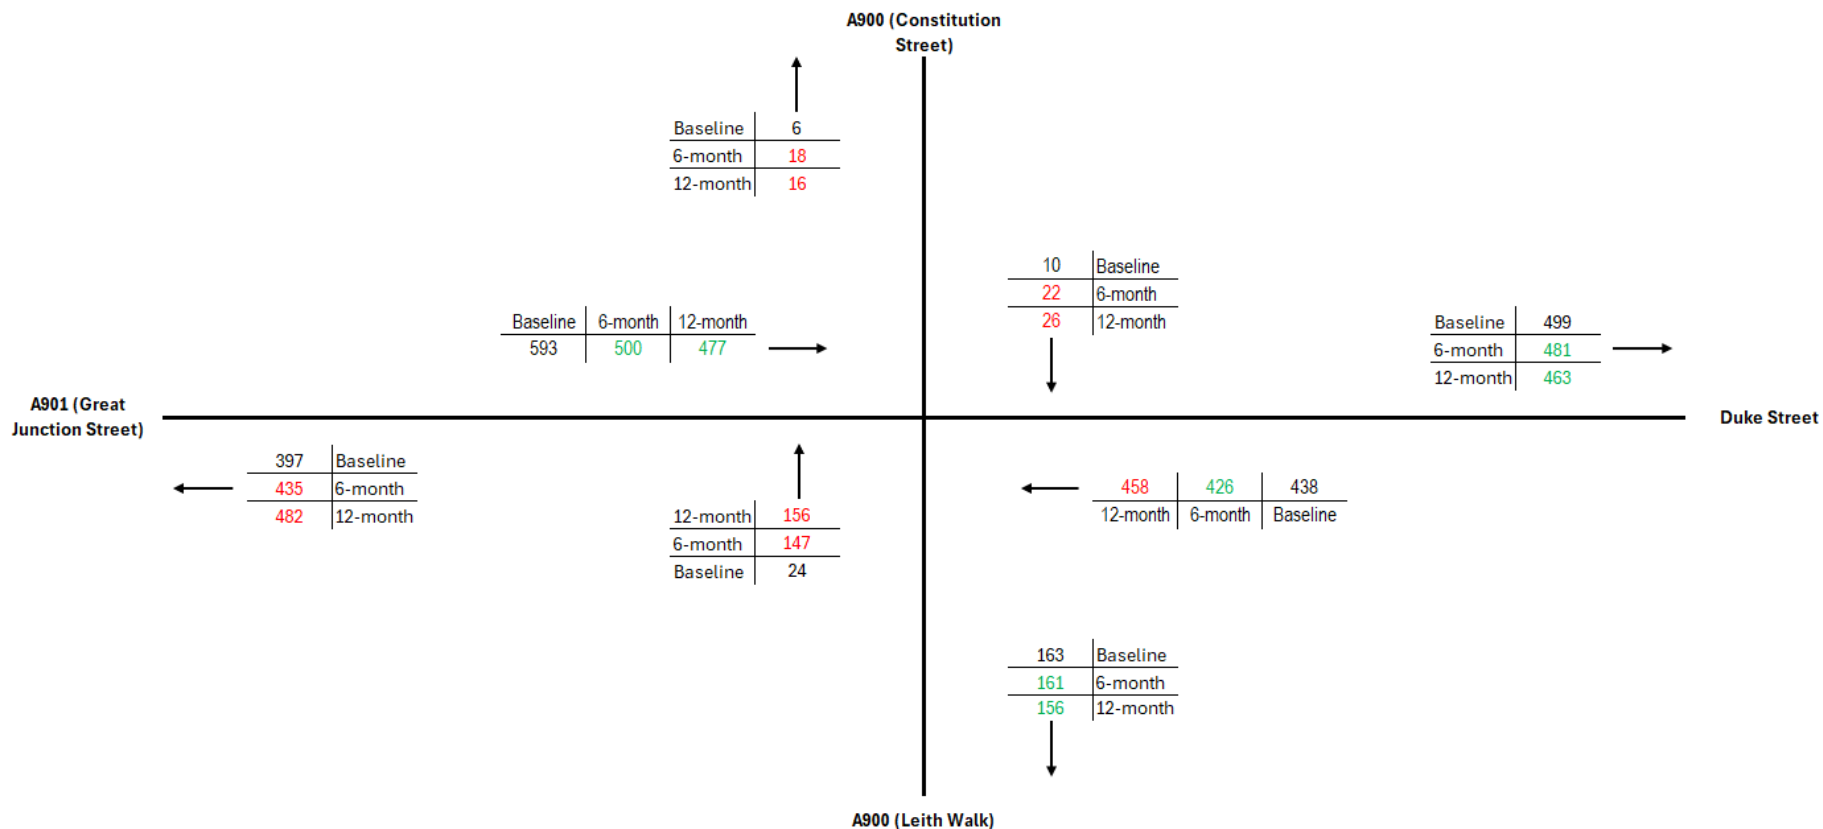 A900 (Constitution
Street)
Baseline 6
6-month 18
12-month 16
10 Baseline
22 6-month
26 12-month
Baseline 6-month 12-month
593 500 477
Baseline 499
6-month 481
12-month 463
A901 (Great
Junction Street)
Duke Street
397 Baseline
435 6-month
482 12-month
12-month 156
6-month 147
Baseline 24
458 426 438
12-month 6-month Baseline
163 Baseline
161 6-month
156 12-month
A900 (Leith Walk)